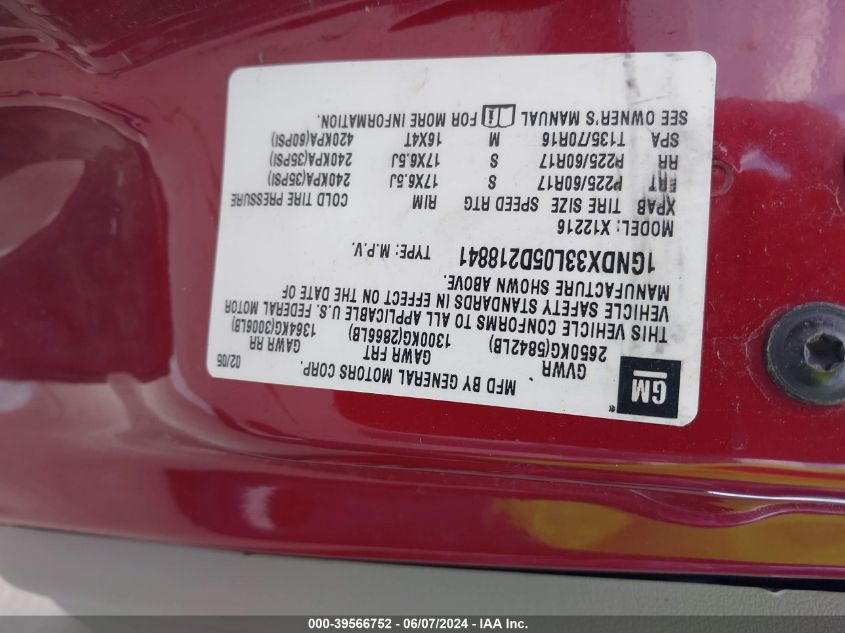 GM
MFD BY GENERAL MOTORS CORP. 02/05
GVWR GAWR FRT GAWR RR
2650KG(5842LB) 1300KG(2866LB) 1364KG(3006LB)
THIS VEHICLE CONFORMS TO ALL APPLICABLE U.S. FEDERAL MOTOR
VEHICLE SAFETY STANDARDS IN EFFECT ON THE DATE OF
MANUFACTURE SHOWN ABOVE.
1GNDX33L05D218841 TYPE: M.P.V.
MODEL: X12216
XPAB TIRE SIZE SPEED RTG RIM COLD TIRE PRESSURE
FRT P225/60R17 S 17X6.5J 240KPA(35PSI)
RR P225/60R17 S 17X6.5J 240KPA(35PSI)
SPA T135/70R16 M 16X4T 420KPA(60PSI)
SEE OWNER'S MANUAL FOR MORE INFORMATION.
000-39566752 | 06/07/2024 - IAA Inc.